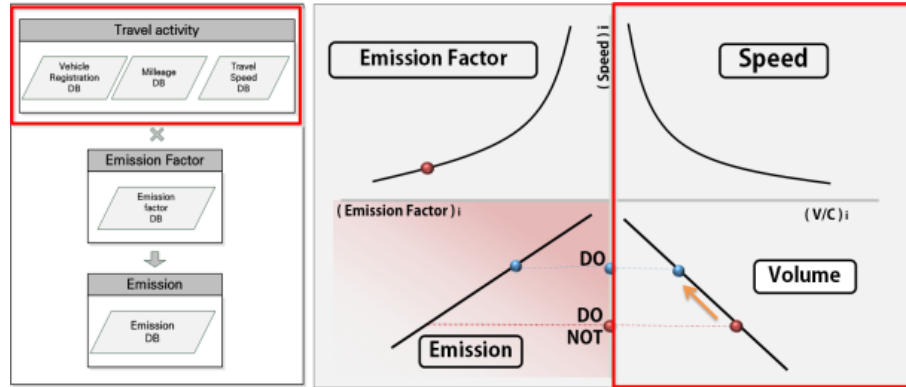 Travel activity
Vehicle
Registration
DB
Milleage
DB
Travel
Speed
DB
Emission Factor
Emission
factor
DB
Emission
Emission
DB
Emission Factor
(Speed) i
Speed
(Emission Factor) i
(V/C) i
DO
Volume
DO
NOT
Emission